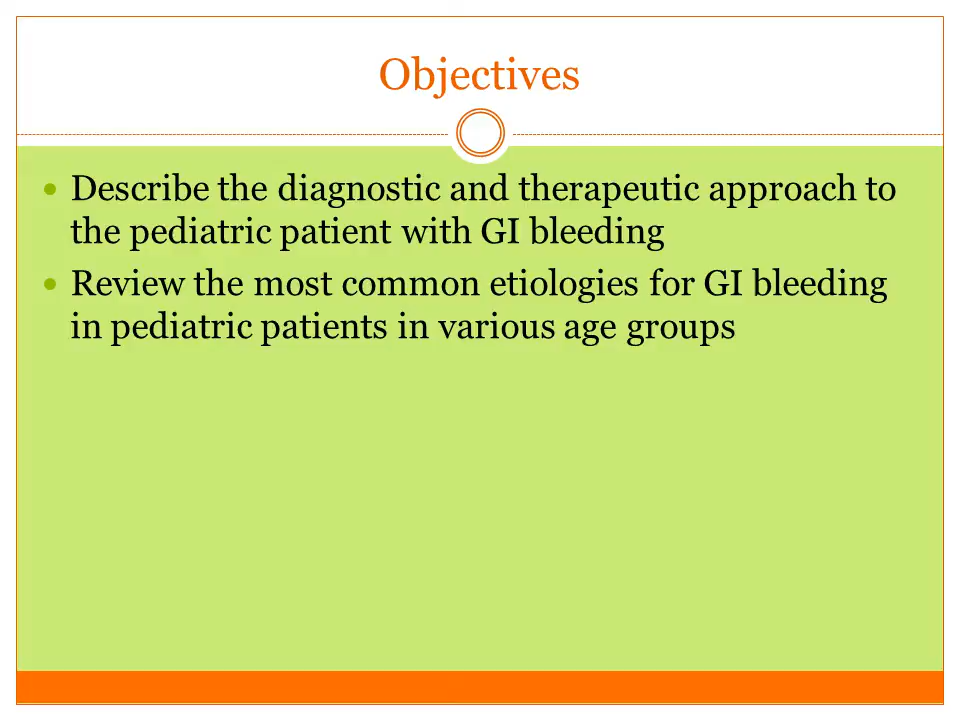 Objectives
Describe the diagnostic and therapeutic approach to
the pediatric patient with GI bleeding
Review the most common etiologies for GI bleeding
in pediatric patients in various age groups